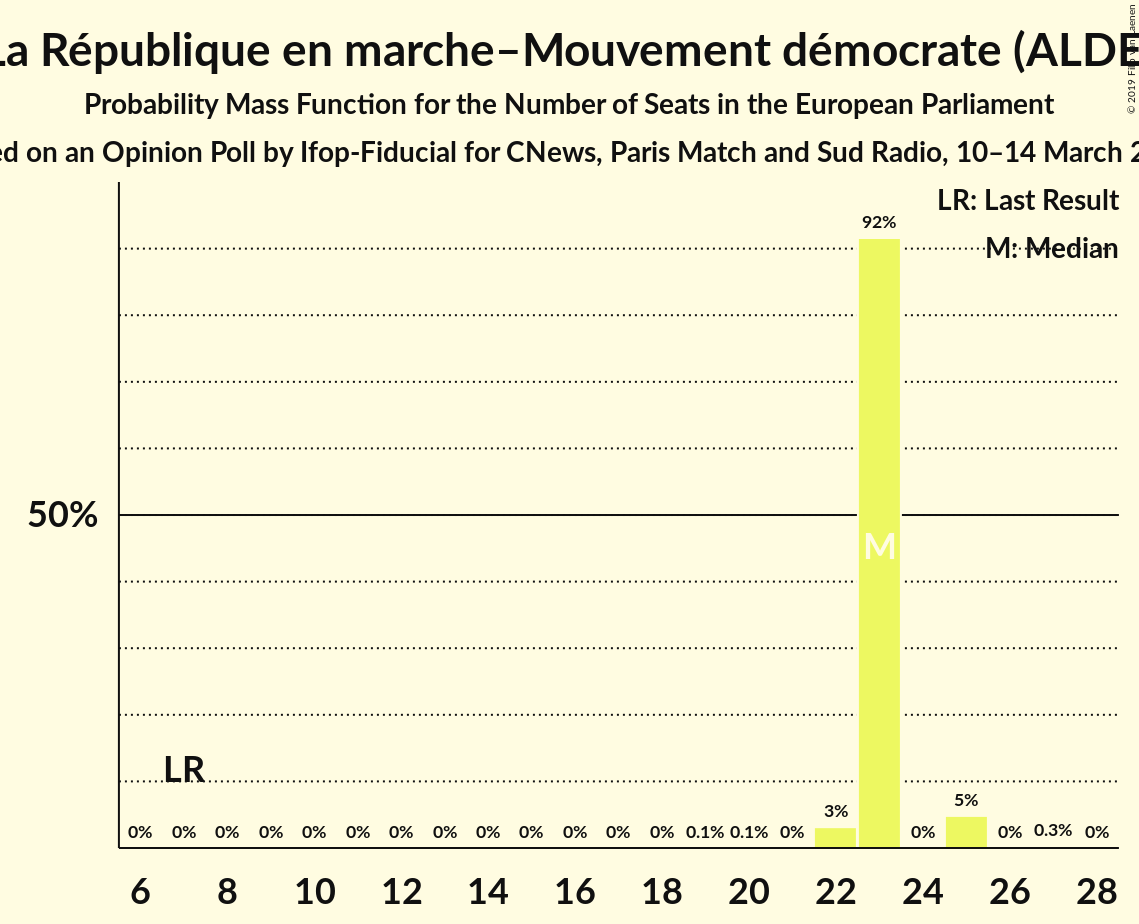 La République en marche–Mouvement démocrate (ALDE
Probability Mass Function for the Number of Seats in the European Parliament
on an Opinion Poll by Ifop-Fiducial for CNews, Paris Match and Sud Radio, 10–14 March
LR: Last Result
M: Median
92%
50%
M
LR
0% 0% 0% 0% 0% 0% 0% 0% 0% 0% 0% 0% 0% 0.1% 0.1% 0% 3% 0% 5% 0% 0.3% 0%
6 8 10 12 14 16 18 20 22 24 26 28
© 2019